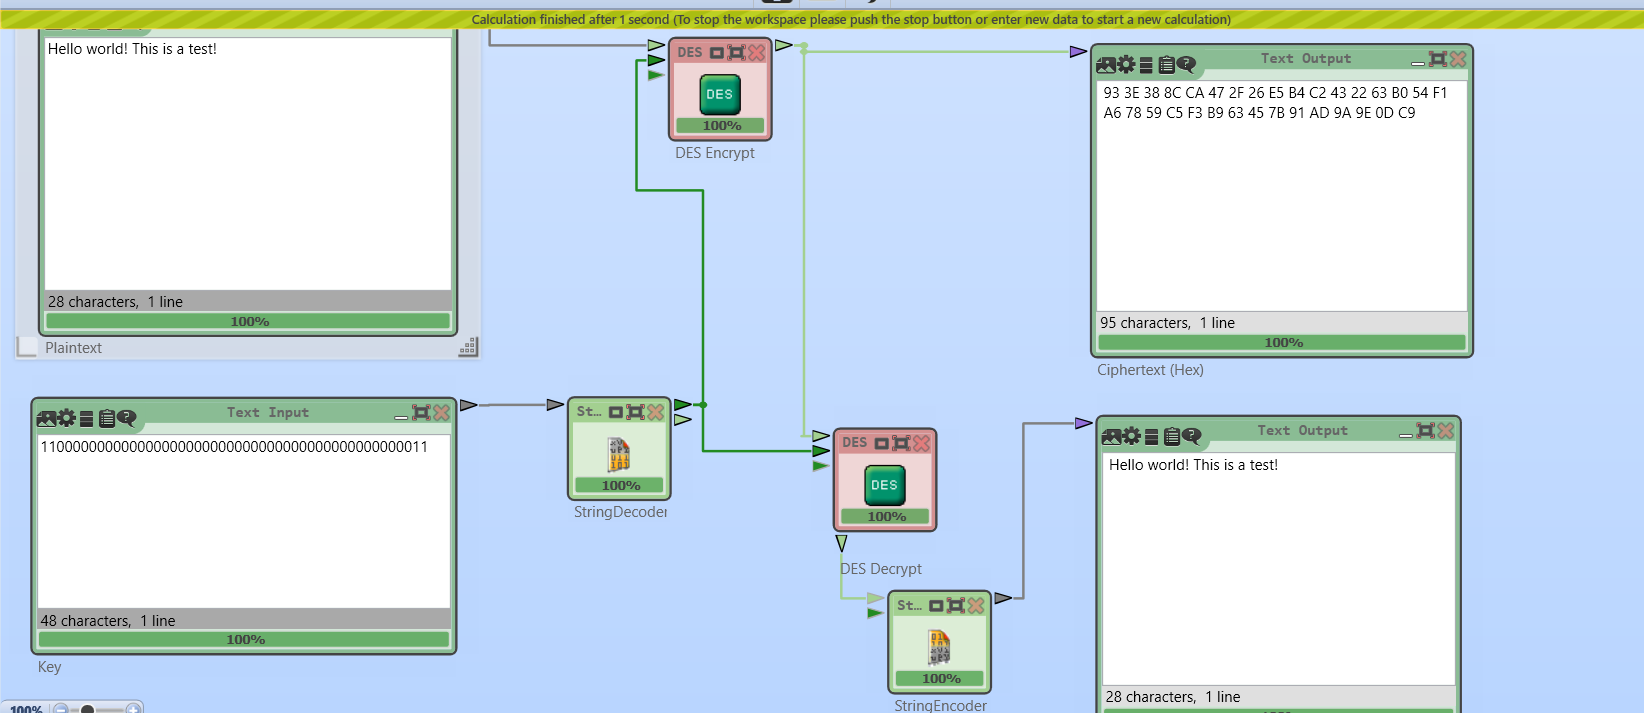 Calculation finished after 1 second (To stop the workspace please push the stop button or enter new data to start a new calculation)
Hello world! This is a test!
28 characters, 1 line
100%
Plaintext
DES
DES
100%
DES Encrypt
Text Output
93 3E 38 8C CA 47 2F 26 E5 B4 C2 43 22 63 B0 54 F1
A6 78 59 C5 F3 B9 63 45 7B 91 AD 9A 9E 0D C9
95 characters, 1 line
100%
Ciphertext (Hex)
Text Input
110000000000000000000000000000000000000000000011
48 characters, 1 line
100%
Key
St...
100%
StringDecoder
DES
DES
100%
DES Decrypt
St...
100%
StringEncoder
Text Output
Hello world! This is a test!
28 characters, 1 line
100%